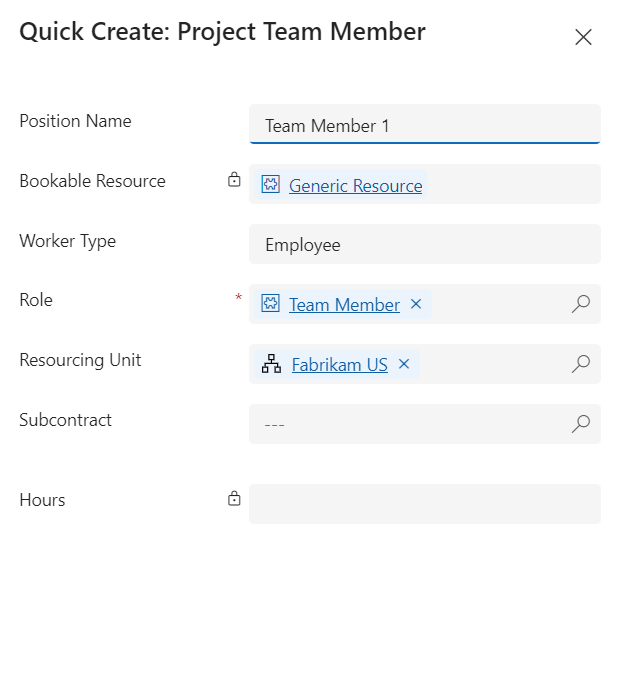 Quick Create: Project Team Member
Position Name Team Member 1
Bookable Resource Generic Resource
Worker Type Employee
Role * Team Member
Resourcing Unit Fabrikam US
Subcontract ---
Hours